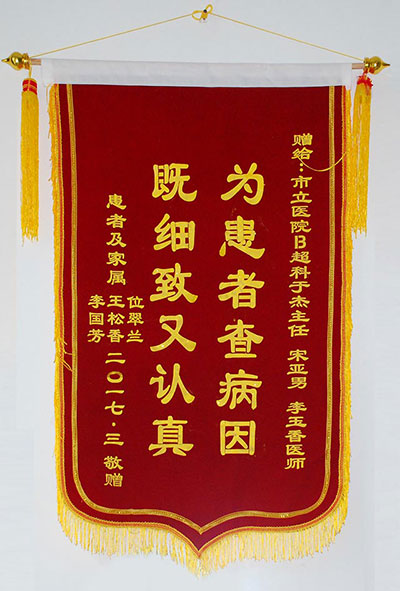 赠给：市立医院B超科于杰主任 宋亚男 李玉香医师
为患者查病因
既细致又认真
患者及家属
位翠兰
王松香
李国芳
二〇一七·三 敬赠